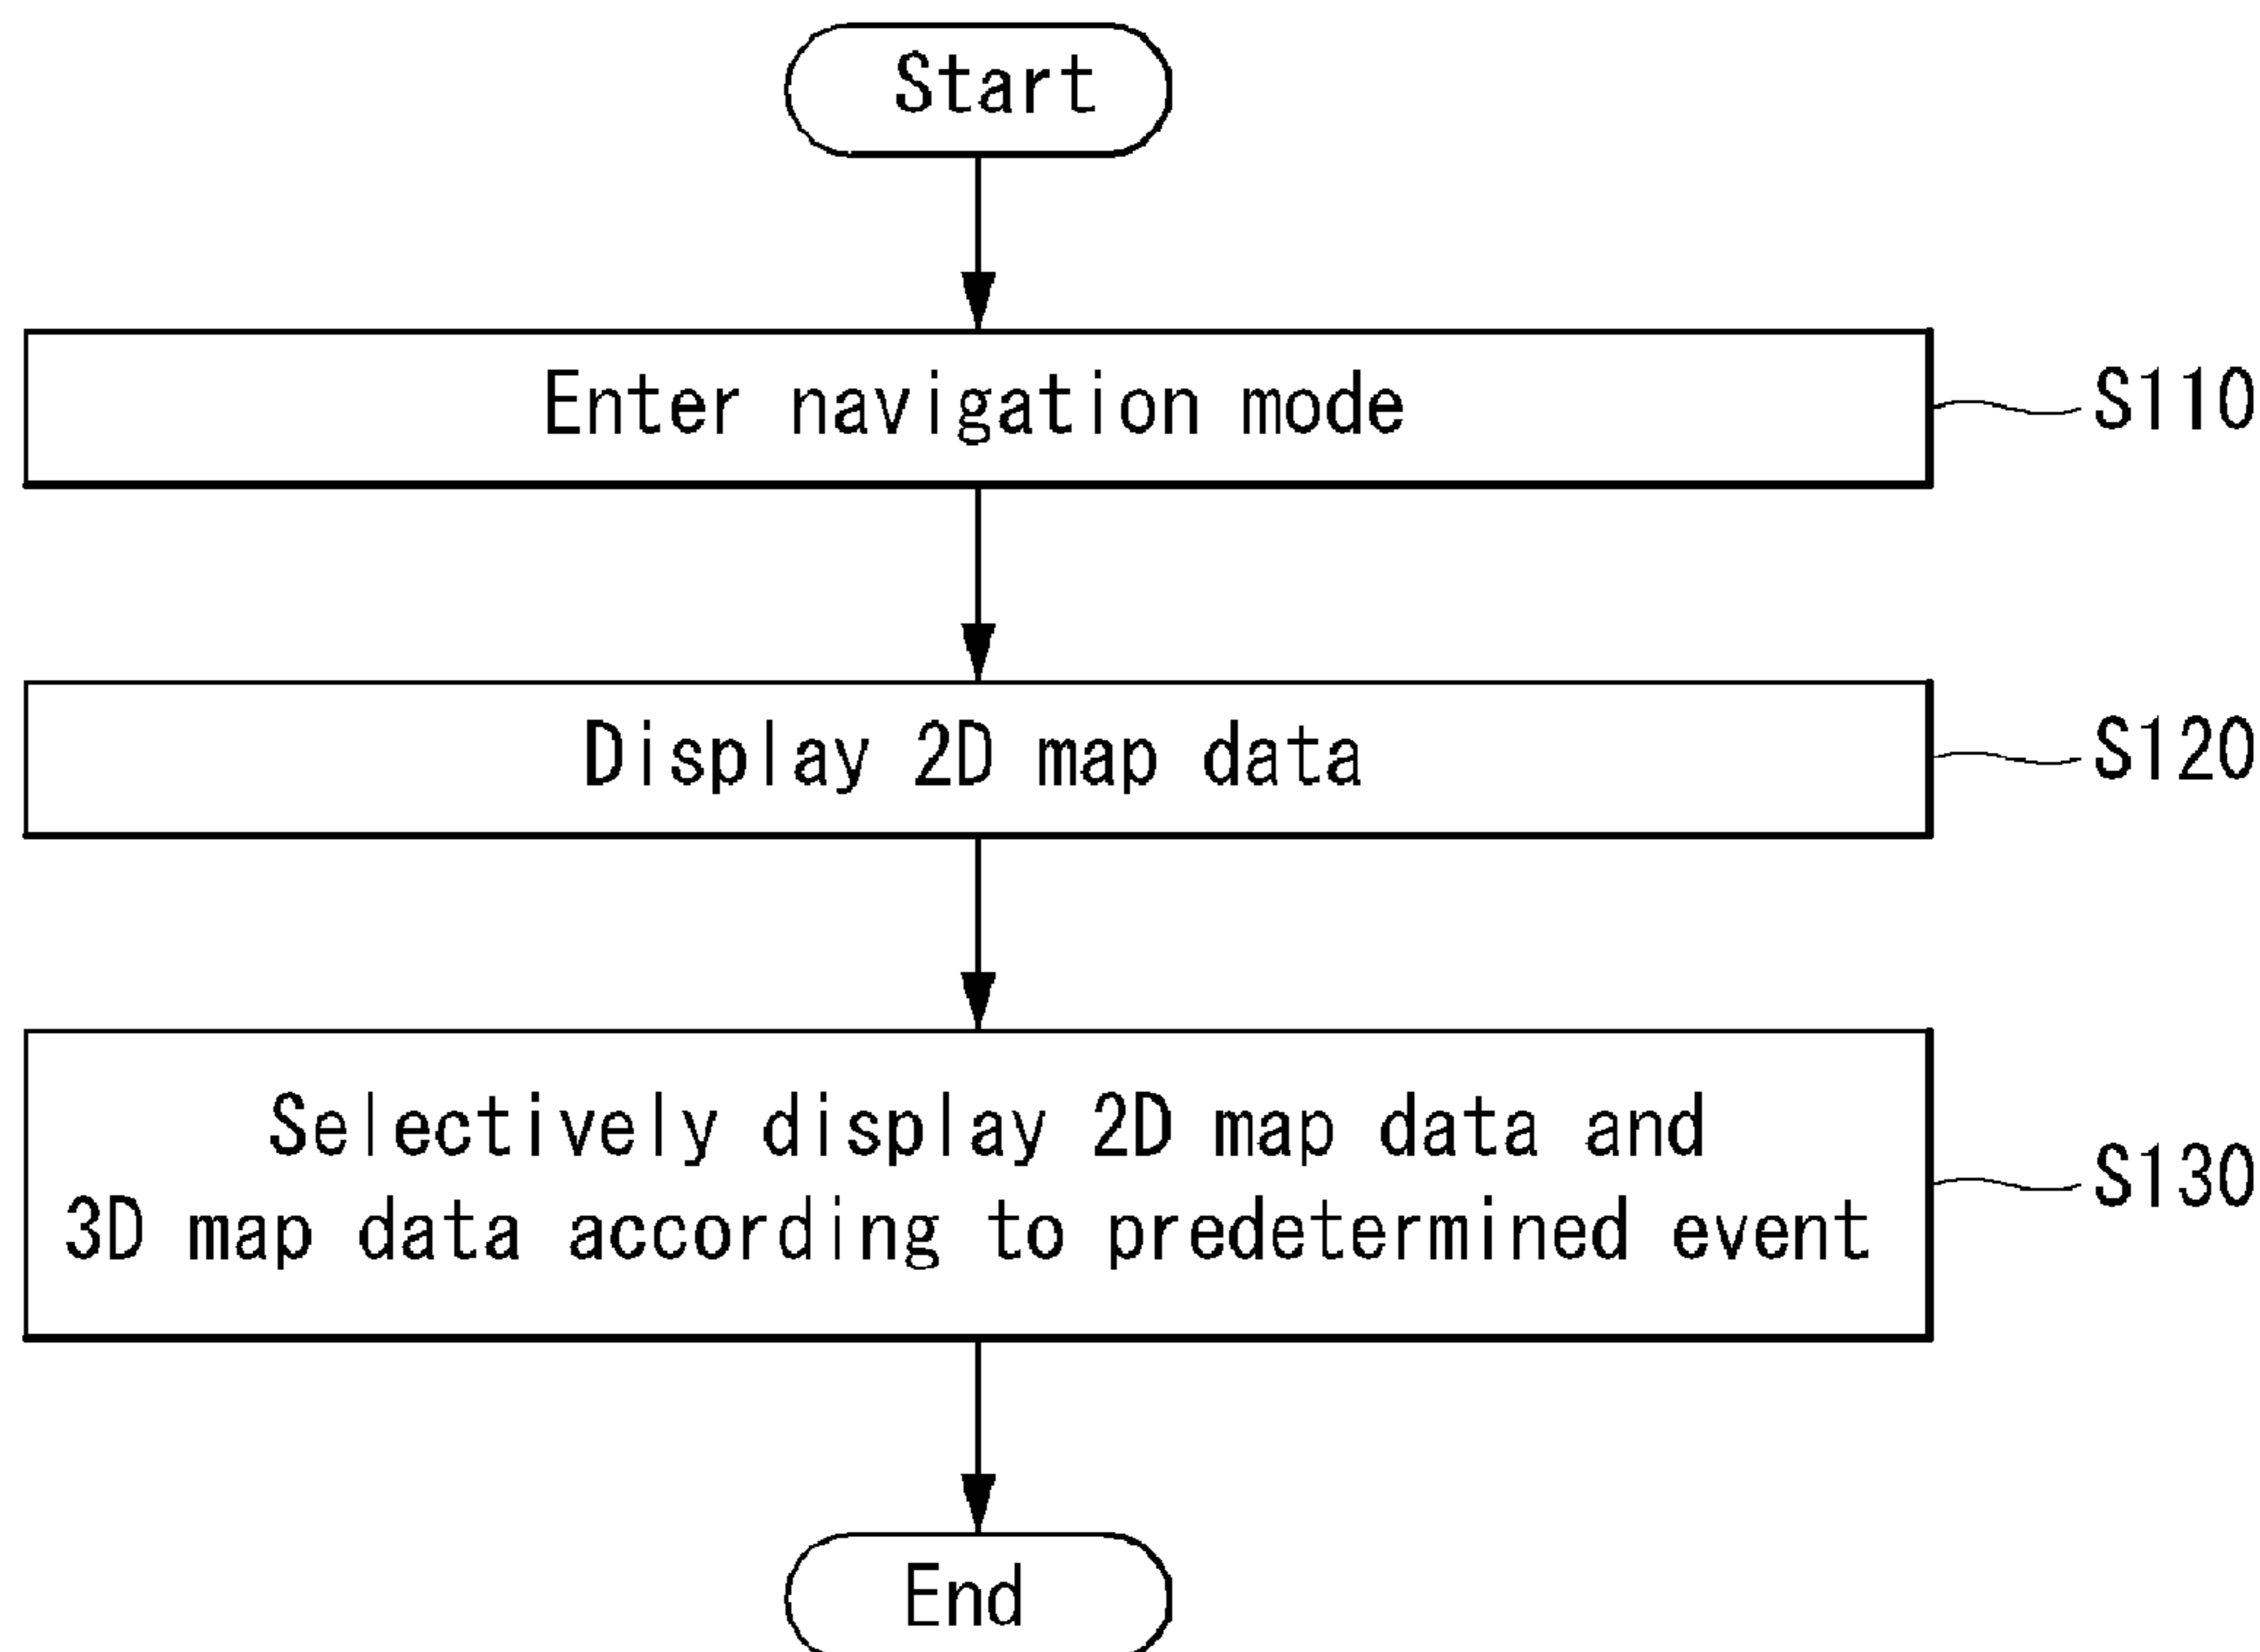 Start
Enter navigation mode
S110
Display 2D map data
S120
Selectively display 2D map data and
3D map data according to predetermined event
S130
End